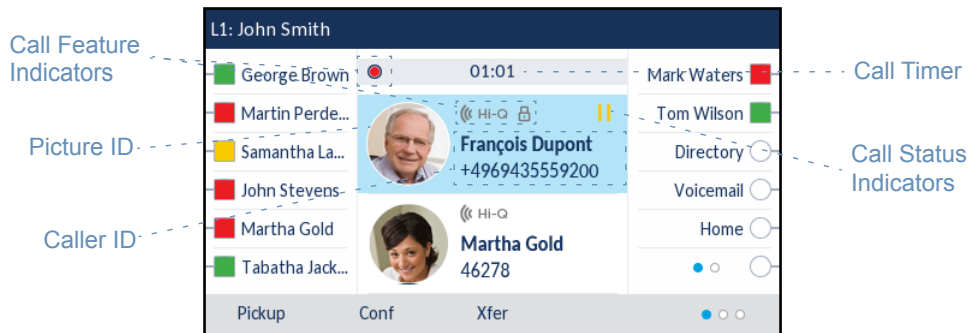 L1: John Smith
Call Feature
Indicators
George Brown
01:01
Mark Waters
Call Timer
Martin Perde...
Hi-Q
Tom Wilson
Picture ID
Samantha La...
François Dupont
+4969435559200
Directory
Call Status
Indicators
John Stevens
Voicemail
Caller ID
Martha Gold
Hi-Q
Martha Gold
46278
Home
Tabatha Jack...
Pickup
Conf
Xfer